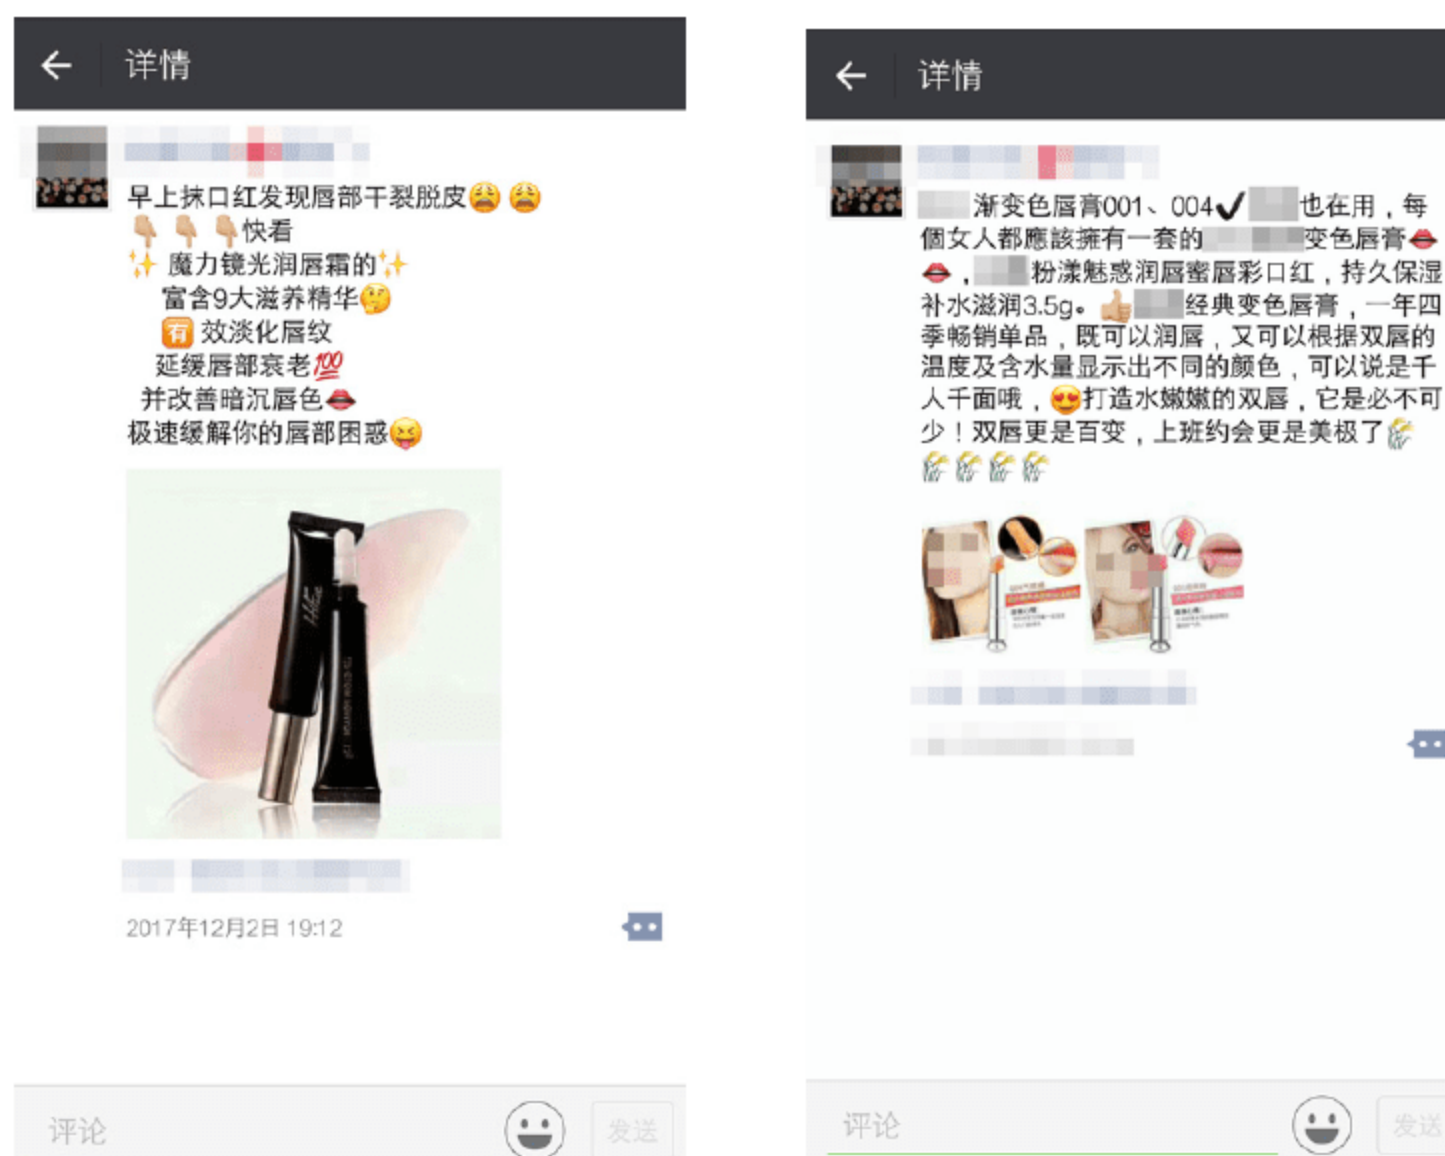 详情
早上抹口红发现唇部干裂脱皮😩😩
👇🏼👇🏼👇🏼快看
✨ 魔力镜光润唇霜的✨
富含9大滋养精华🤔
🈶 效淡化唇纹
延缓唇部衰老💯
并改善暗沉唇色👄
极速缓解你的唇部困惑😝
2017年12月2日 19:12
评论
发送
详情
渐变色唇膏001、004✔也在用，每
個女人都應該擁有一套的变色唇膏👄
👄，粉漾魅惑润唇蜜唇彩口红，持久保湿
补水滋润3.5g。👍🏼经典变色唇膏，一年四
季畅销单品，既可以润唇，又可以根据双唇的
温度及含水量显示出不同的颜色，可以说是千
人千面哦，😍打造水嫩嫩的双唇，它是必不可
少！双唇更是百变，上班约会更是美极了🌾
🌾🌾🌾🌾
评论
发送